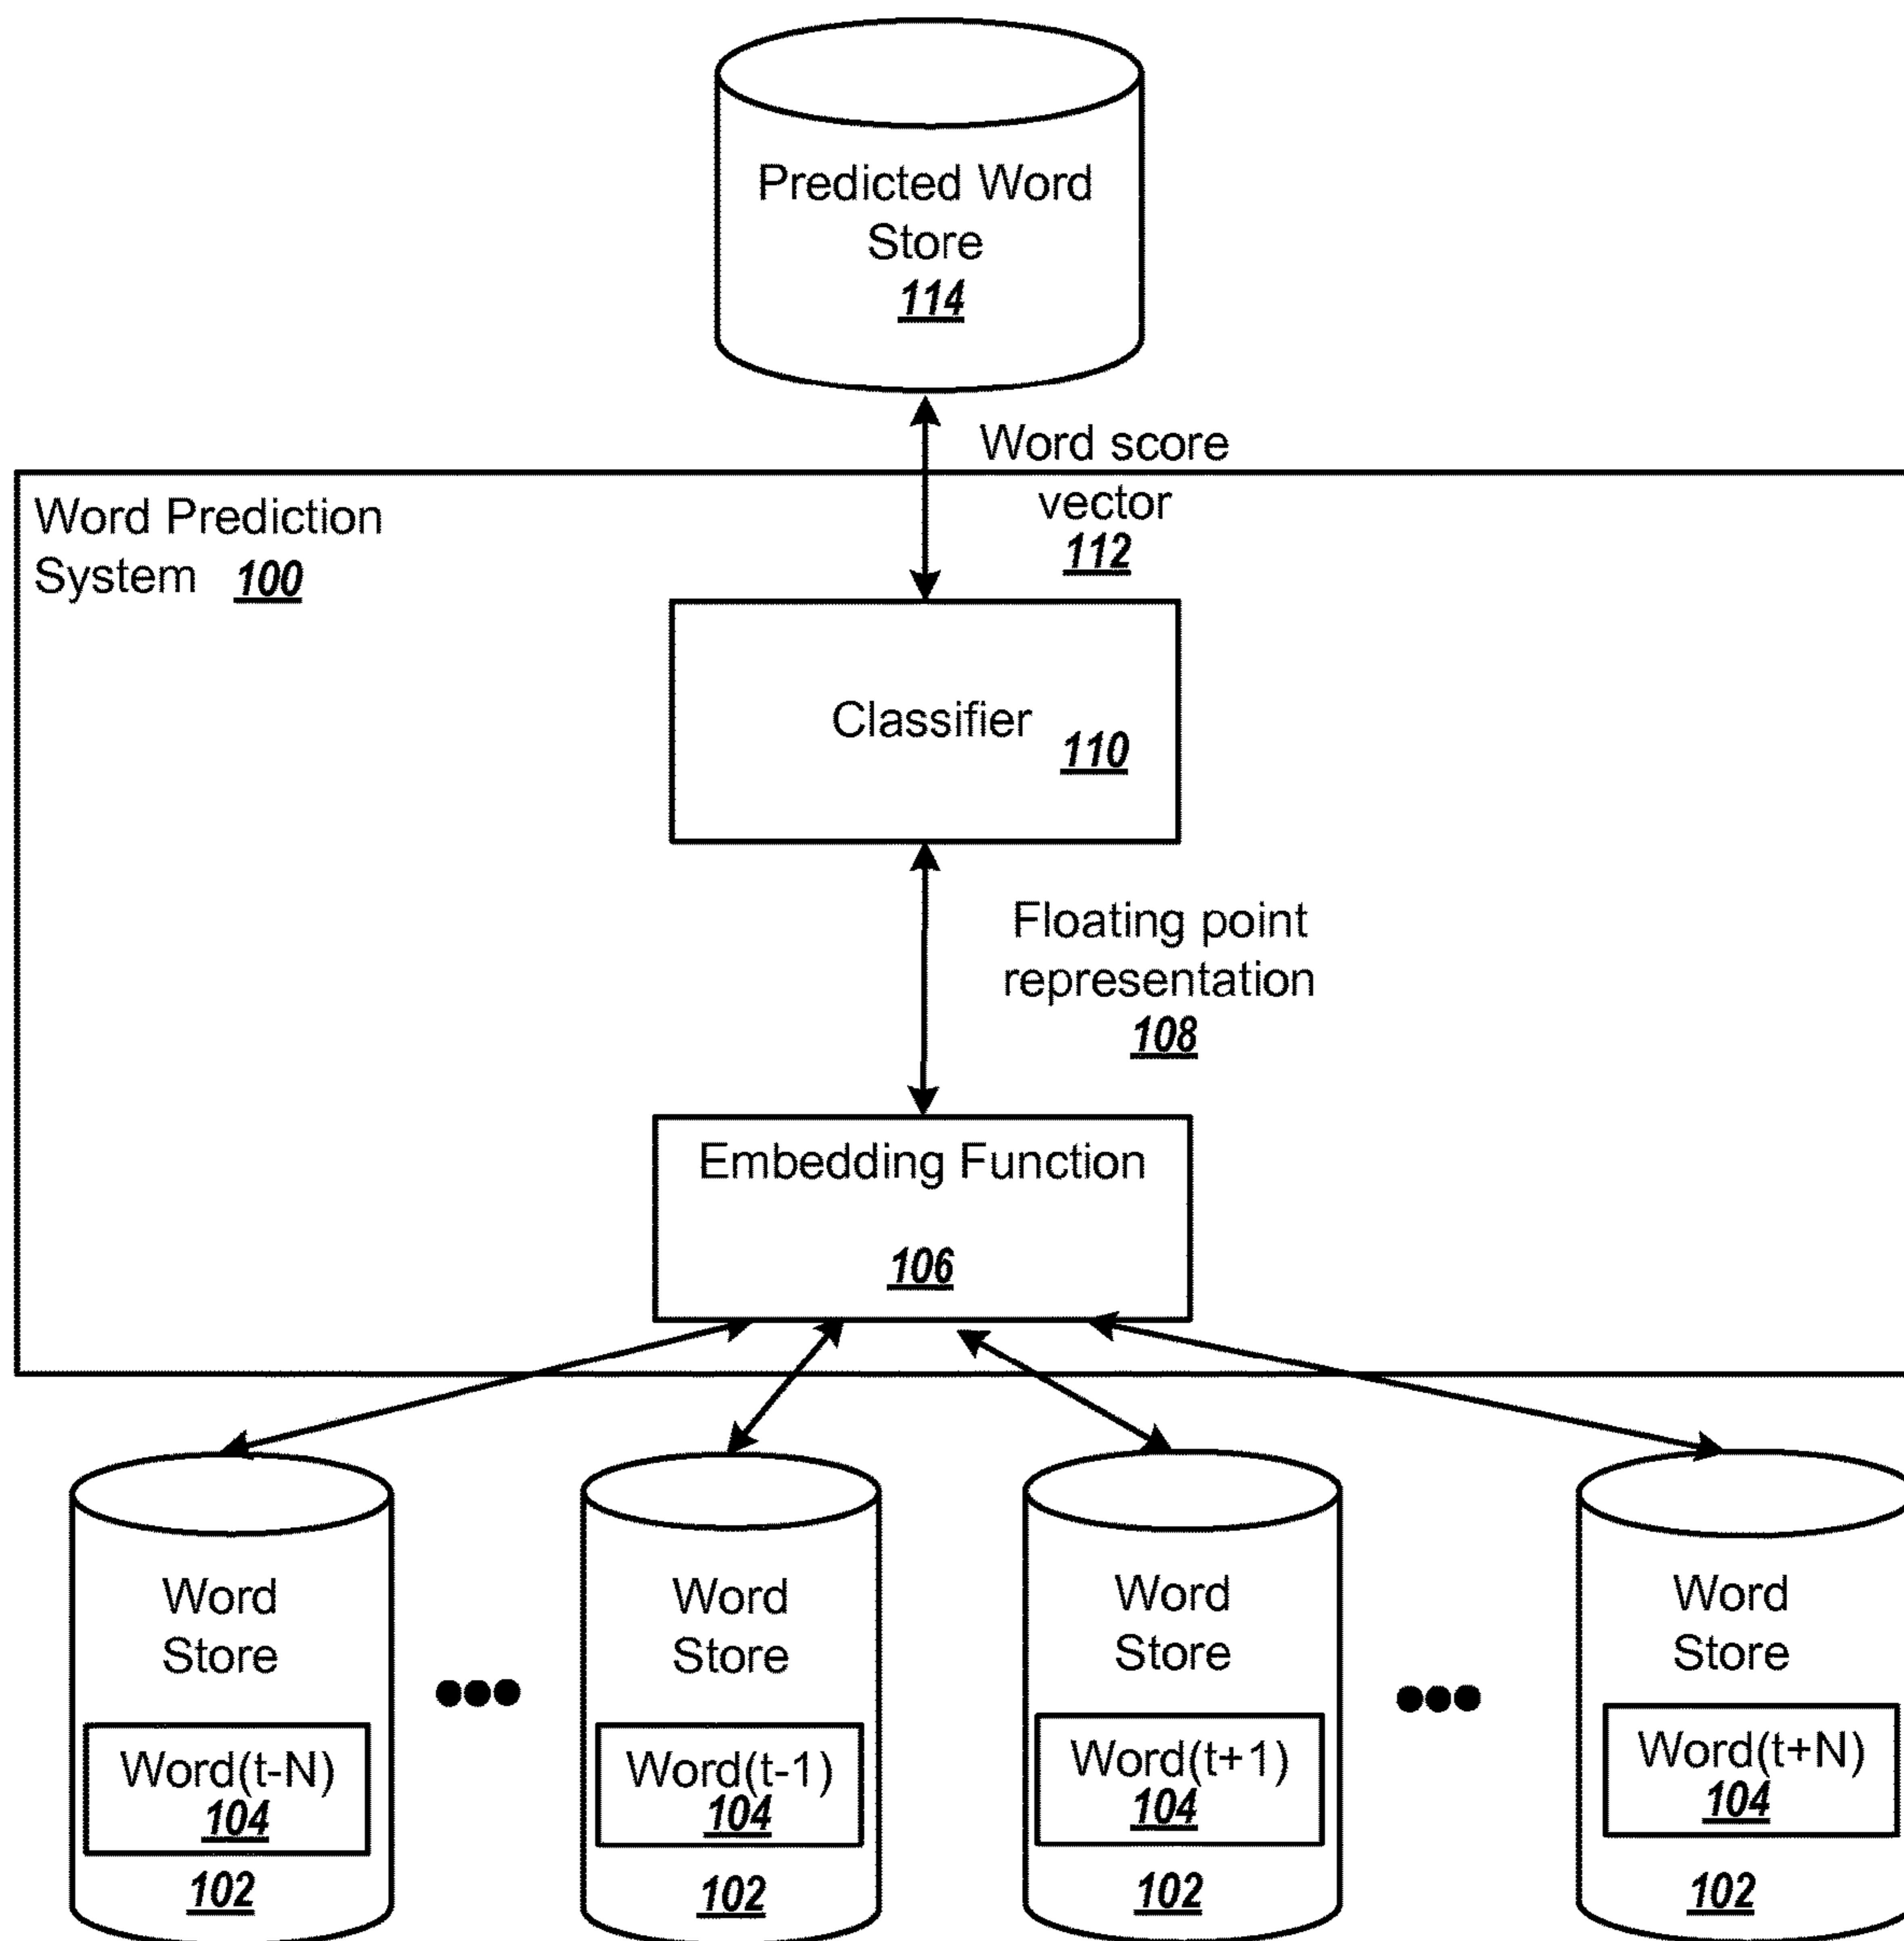 Predicted Word
Store
114
Word score
vector
112
Word Prediction
System 100
Classifier 110
Floating point
representation
108
Embedding Function
106
Word
Store
Word(t-N)
104
102
Word
Store
Word(t-1)
104
102
Word
Store
Word(t+1)
104
102
Word
Store
Word(t+N)
104
102